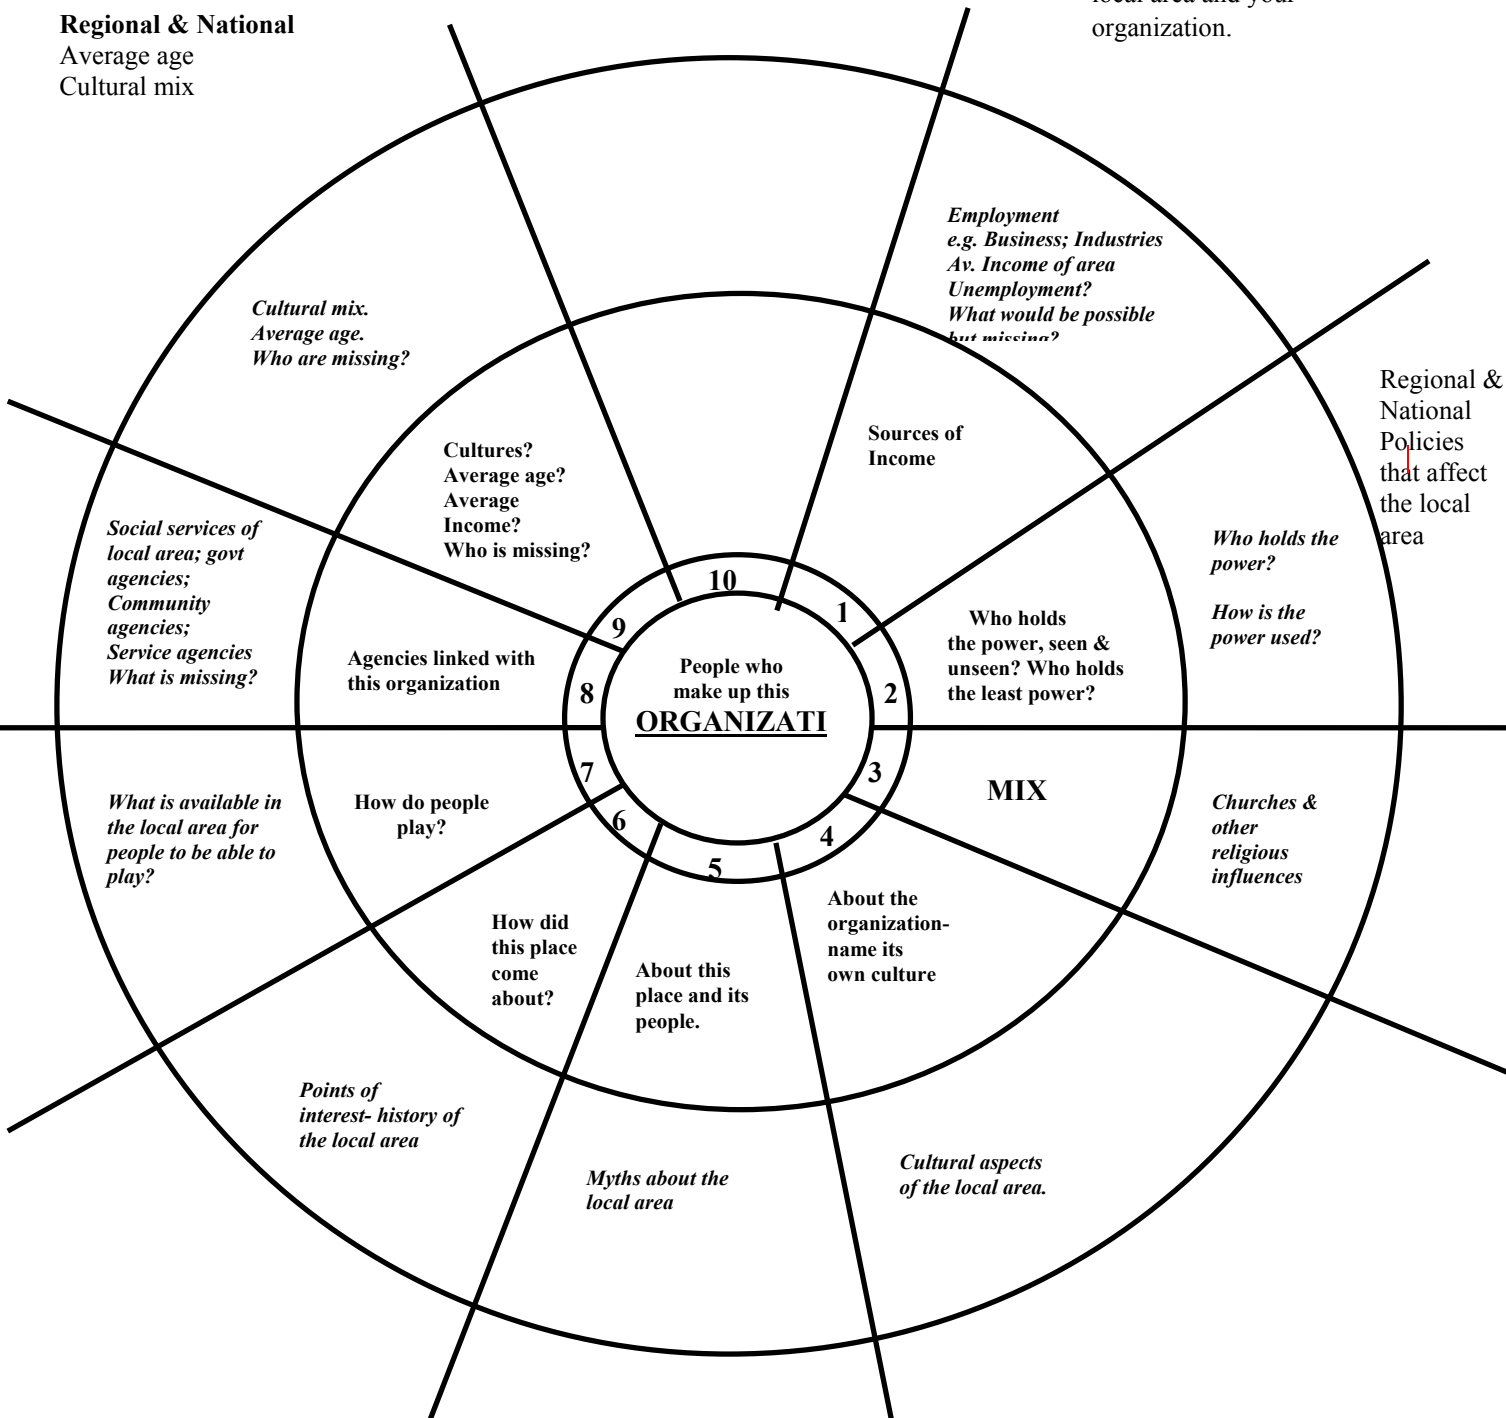 Regional & National
Average age
Cultural mix
local area and your
organization.
Employment
e.g. Business; Industries
Av. Income of area
Unemployment?
What would be possible
but missing?
Cultural mix.
Average age.
Who are missing?
Regional &
National
Policies
that affect
the local
area
Sources of
Income
Cultures?
Average age?
Average
Income?
Who is missing?
Social services of
local area; govt
agencies;
Community
agencies;
Service agencies
What is missing?
Who holds the
power?
How is the
power used?
10
1
9
2
8
3
7
4
6
5
Who holds
the power, seen &
unseen? Who holds
the least power?
Agencies linked with
this organization
People who
make up this
ORGANIZATI
MIX
What is available in
the local area for
people to be able to
play?
How do people
play?
Churches &
other
religious
influences
About the
organization-
name its
own culture
How did
this place
come
about?
About this
place and its
people.
Points of
interest- history of
the local area
Myths about the
local area
Cultural aspects
of the local area.